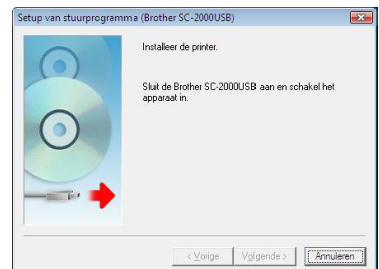 Setup van stuurprogramma (Brother SC-2000USB)
Installeer de printer.
Sluit de Brother SC-2000USB aan en schakel het
apparaat in.
< Vorige
Volgende >
Annuleren